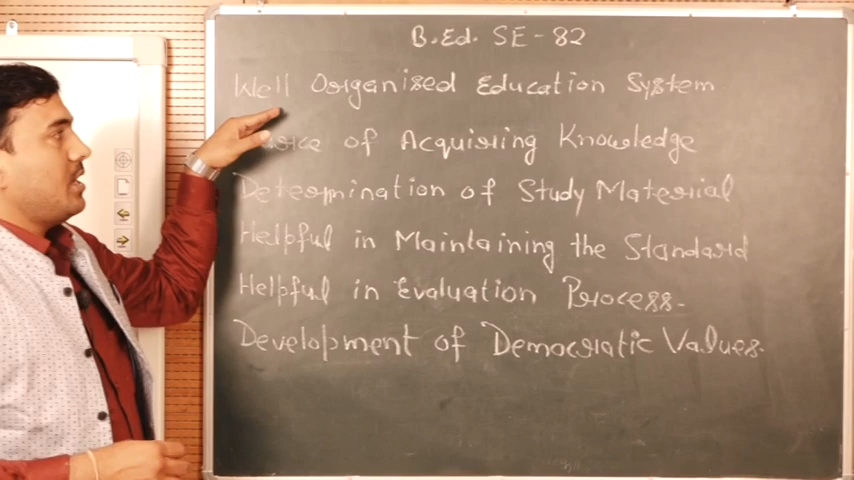 B.Ed. SE-82
Well Organised Education System
of Acquiring Knowledge
Determination of Study Material
Helpful in Maintaining the Standard
Helpful in Evaluation Process.
Development of Democratic Values.